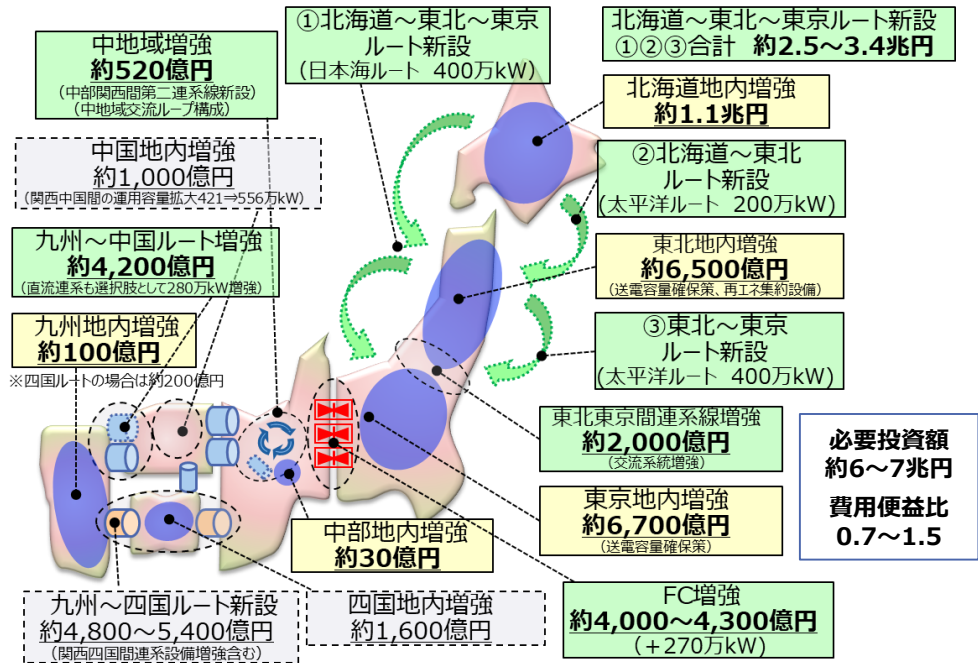 中地域増強
約520億円
(中部関西間第二連系線新設)
(中地域交流ループ構成)
①北海道～東北～東京
ルート新設
(日本海ルート 400万kW)
北海道～東北～東京ルート新設
①②③合計 約2.5～3.4兆円
北海道地内増強
約1.1兆円
中国地内増強
約1,000億円
(関西中国間の運用容量拡大421⇒556万kW)
②北海道～東北
ルート新設
(太平洋ルート 200万kW)
九州～中国ルート増強
約4,200億円
(直流連系も選択肢として280万kW増強)
東北地内増強
約6,500億円
(送電容量確保策、再エネ集約設備)
九州地内増強
約100億円
※四国ルートの場合は約200億円
③東北～東京
ルート新設
(太平洋ルート 400万kW)
東北東京間連系線増強
約2,000億円
(交流系統増強)
必要投資額
約6～7兆円
費用便益比
0.7～1.5
東京地内増強
約6,700億円
(送電容量確保策)
中部地内増強
約30億円
九州～四国ルート新設
約4,800～5,400億円
(関西四国間連系設備増強含む)
四国地内増強
約1,600億円
FC増強
約4,000～4,300億円
(＋270万kW)